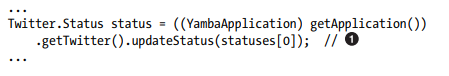 ...
Twitter.Status status = ((YambaApplication) getApplication())
    .getTwitter().updateStatus(statuses[0]);  // ❶
...